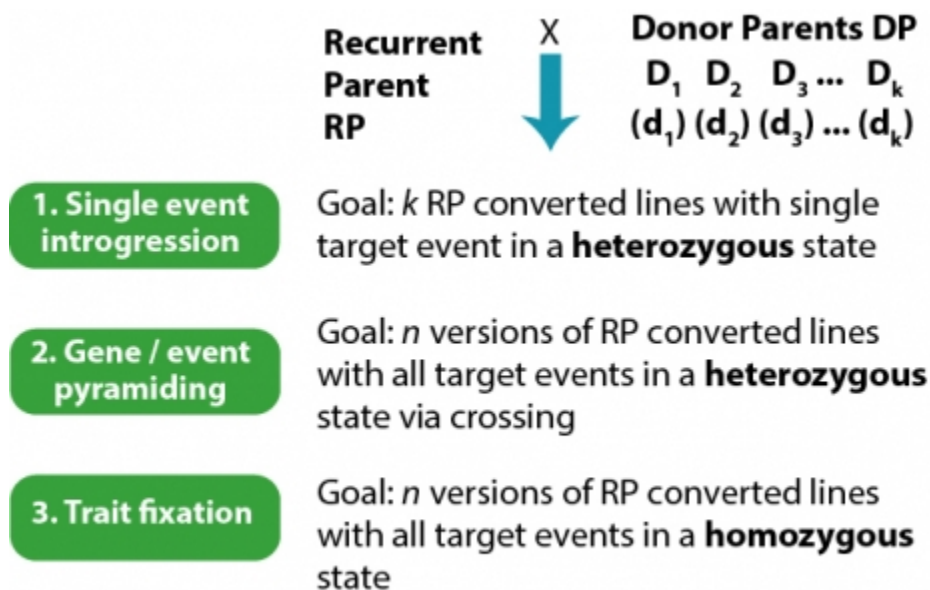 Recurrent
Parent
RP
X
Donor Parents DP
D₁ D₂ D₃ ... Dₖ
(d₁) (d₂) (d₃) ... (dₖ)
1. Single event
introgression
Goal: k RP converted lines with single
target event in a heterozygous state
2. Gene / event
pyramiding
Goal: n versions of RP converted lines
with all target events in a heterozygous
state via crossing
3. Trait fixation
Goal: n versions of RP converted lines
with all target events in a homozygous
state